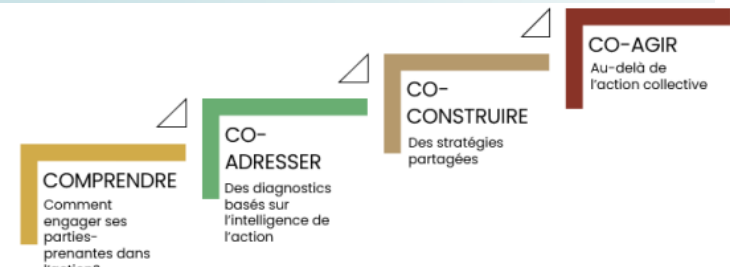 COMPRENDRE
Comment
engager ses
parties-
prenantes dans
l'action?
CO-
ADRESSER
Des diagnostics
basés sur
l'intelligence de
l'action
CO-
CONSTRUIRE
Des stratégies
partagées
CO-AGIR
Au-delà de
l'action collective